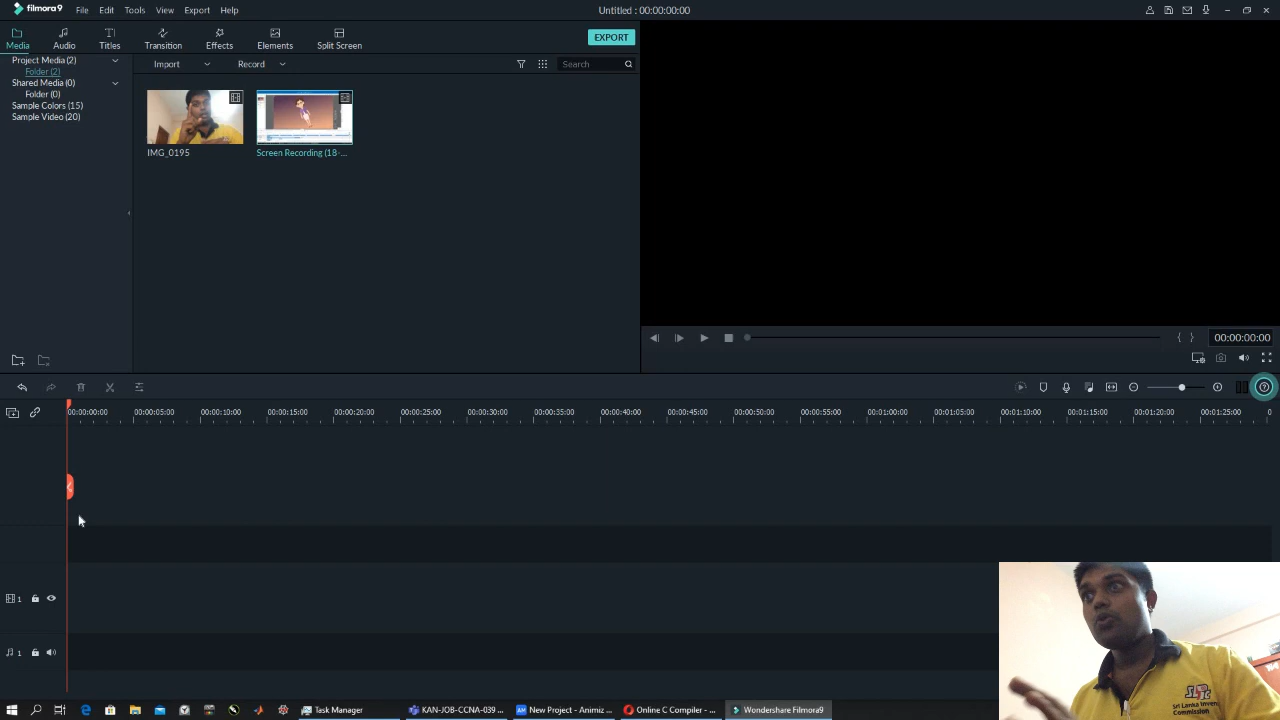 filmora9 File Edit Tools View Export Help Untitled : 00:00:00:00
Media Audio Titles Transition Effects Elements Split Screen EXPORT
Project Media (2) Import Record Search
Folder (2)
Shared Media (0)
Folder (0)
Sample Colors (15)
Sample Video (20)
IMG_0195 Screen Recording (18-...
00:00:00:00
00:00:00:00 00:00:05:00 00:00:10:00 00:00:15:00 00:00:20:00 00:00:25:00 00:00:30:00 00:00:35:00 00:00:40:00 00:00:45:00 00:00:50:00 00:00:55:00 00:01:00:00 00:01:05:00 00:01:10:00 00:01:15:00 00:01:20:00 00:01:25:00 0
1
1
Sri Lanka Inven
Commission
Task Manager KAN-JOB-CCNA-039 ... New Project - Animiz ... Online C Compiler - ... Wondershare Filmora9